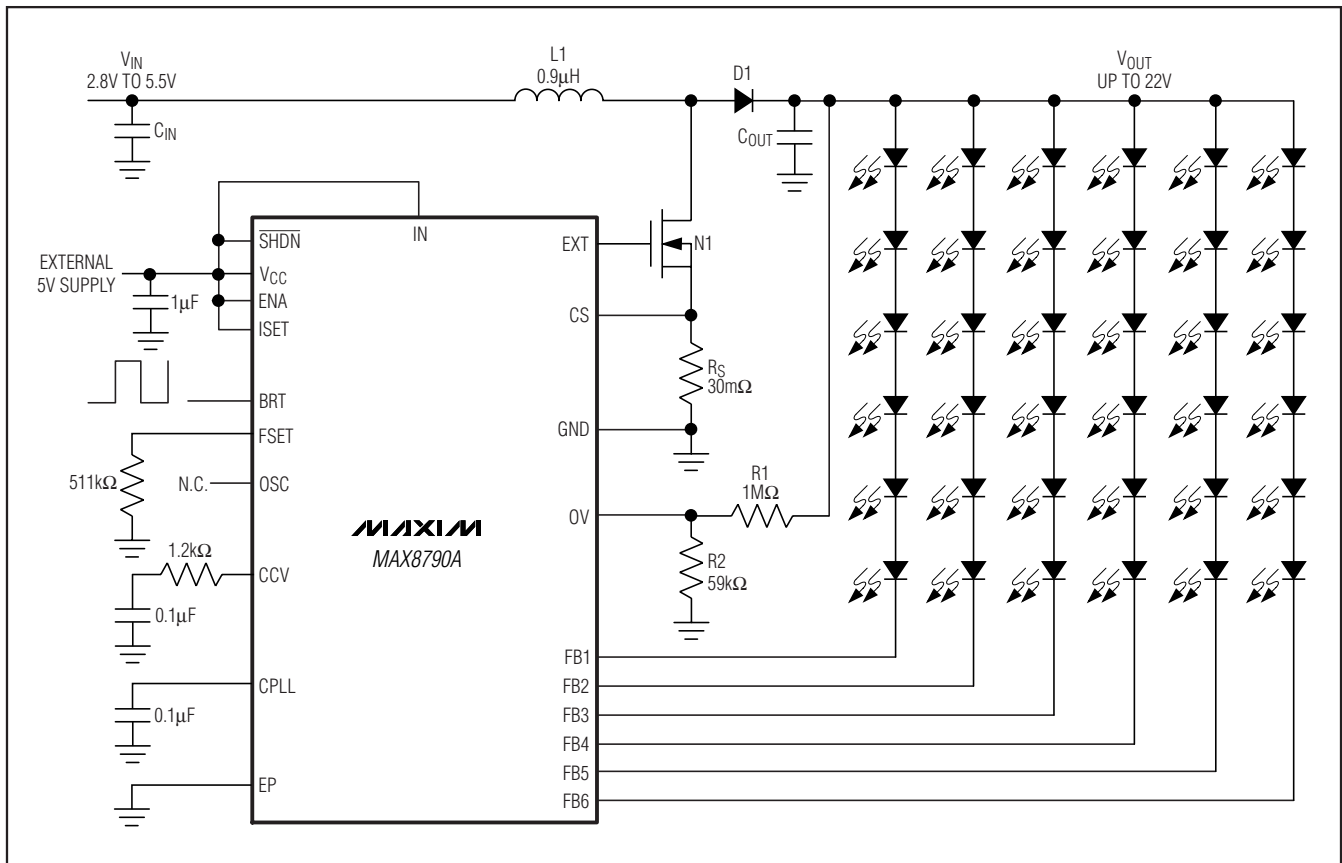 VIN
2.8V TO 5.5V
L1
0.9µH
D1
VOUT
UP TO 22V
CIN
COUT
IN
SHDN
EXT
N1
EXTERNAL
5V SUPPLY
VCC
1µF
ENA
ISET
CS
RS
30mΩ
BRT
FSET
GND
511kΩ
N.C.
OSC
R1
1MΩ
OV
MAXIM
MAX8790A
R2
59kΩ
1.2kΩ
CCV
0.1µF
FB1
FB2
CPLL
FB3
0.1µF
FB4
FB5
EP
FB6